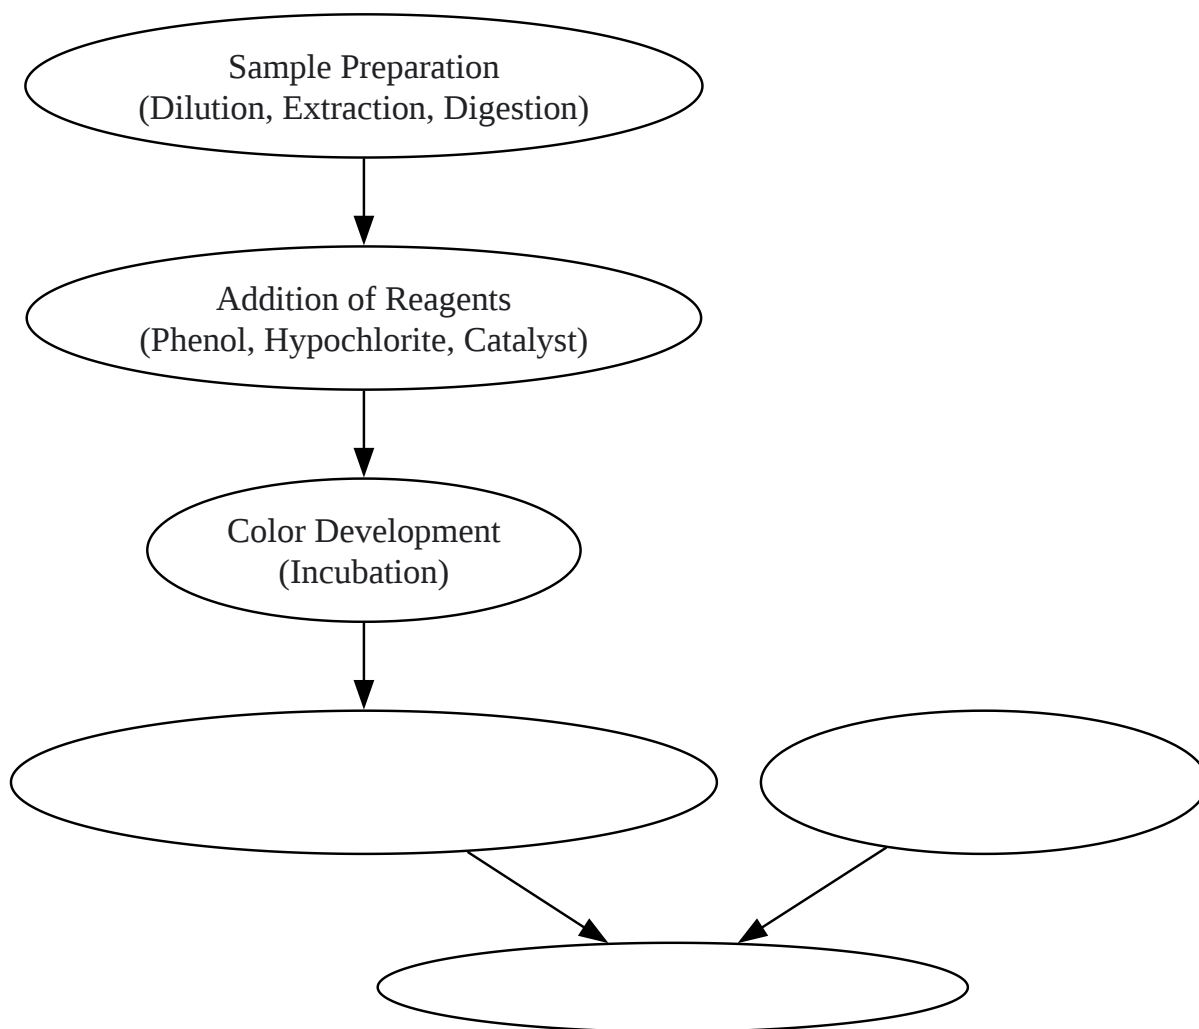 Sample Preparation
(Dilution, Extraction, Digestion)
Addition of Reagents
(Phenol, Hypochlorite, Catalyst)
Color Development
(Incubation)